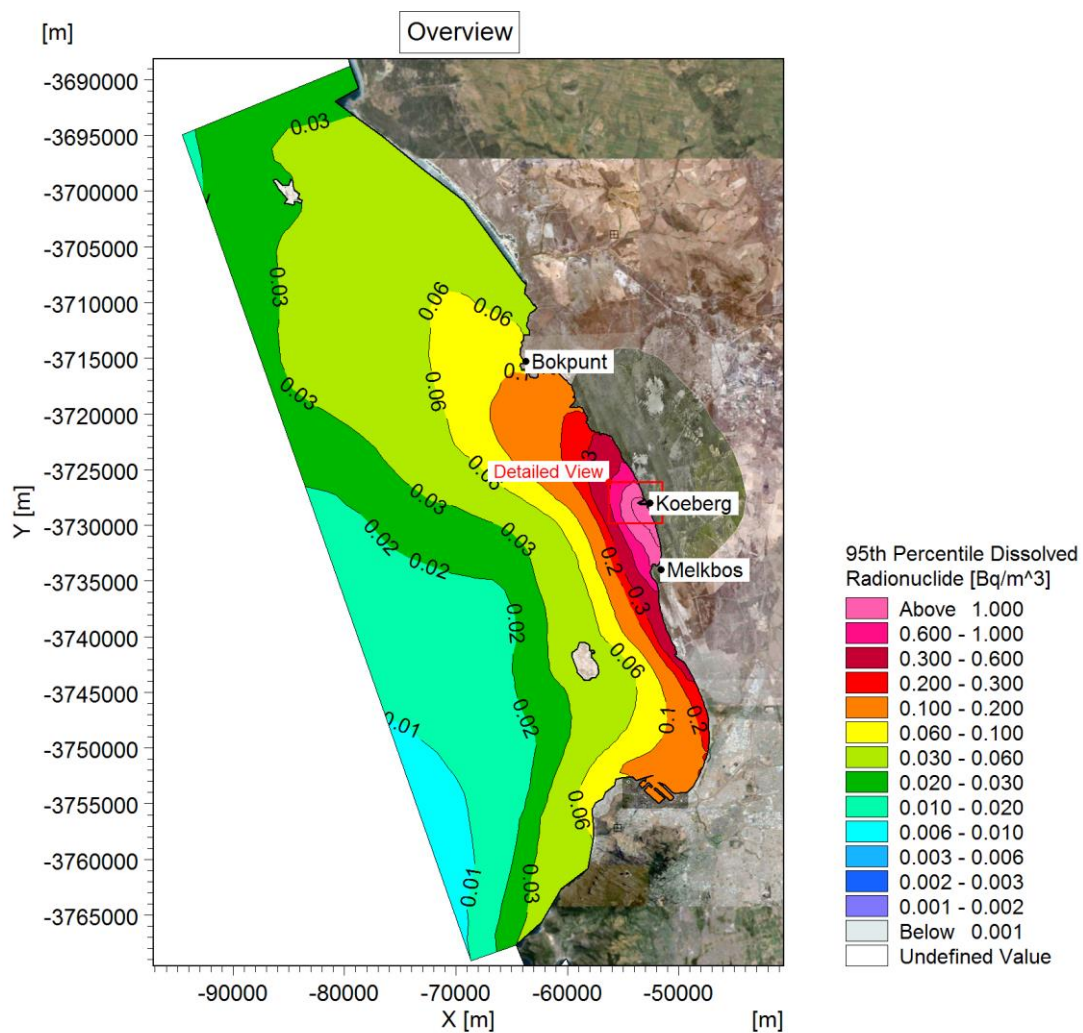 Overview
[m]
-3690000
-3695000
-3700000
-3705000
-3710000
-3715000
-3720000
-3725000
-3730000
-3735000
-3740000
-3745000
-3750000
-3755000
-3760000
-3765000
Y [m]
-90000
-80000
-70000
-60000
-50000
X [m]
[m]
0.03
0.03
0.06
0.06
0.06
Bokpunt
0.03
Detailed View
Koeberg
0.03
0.03
0.02
0.02
0.2
Melkbos
0.3
0.02
0.06
0.02
0.1
0.2
0.01
0.06
0.03
0.01
95th Percentile Dissolved
Radionuclide [Bq/m^3]
Above 1.000
0.600 - 1.000
0.300 - 0.600
0.200 - 0.300
0.100 - 0.200
0.060 - 0.100
0.030 - 0.060
0.020 - 0.030
0.010 - 0.020
0.006 - 0.010
0.003 - 0.006
0.002 - 0.003
0.001 - 0.002
Below 0.001
Undefined Value